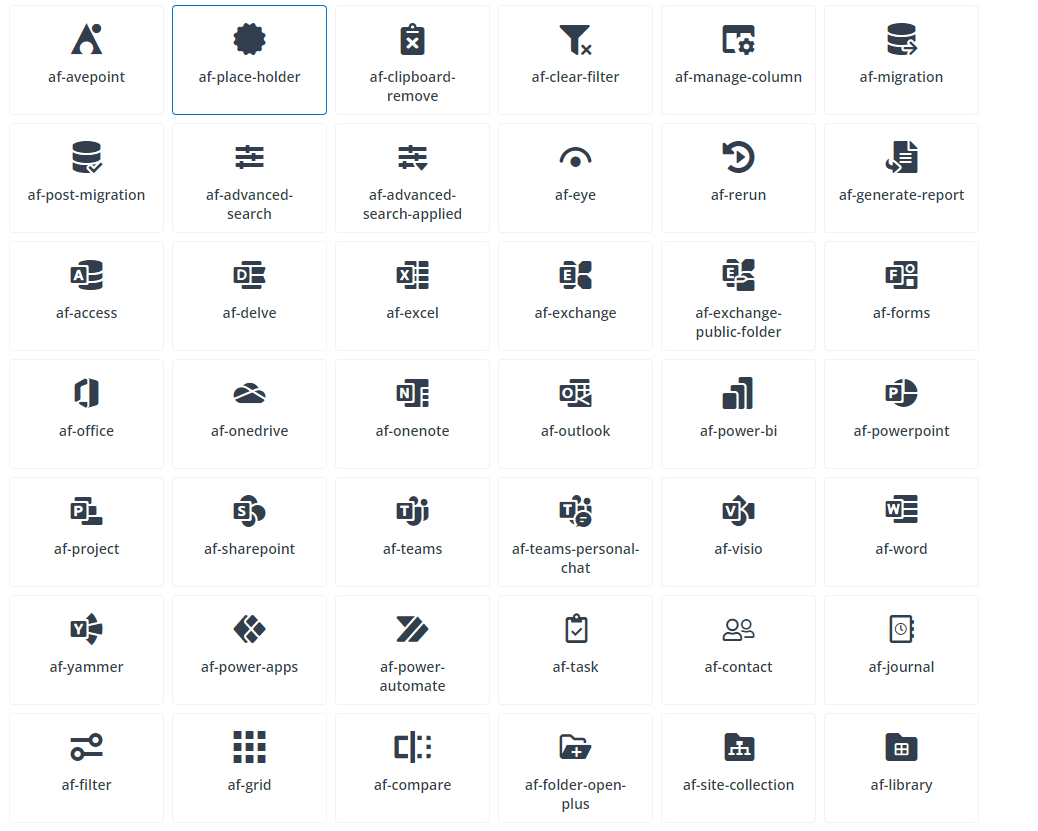 af-avepoint
af-place-holder
af-clipboard-
remove
af-clear-filter
af-manage-column
af-migration
af-post-migration
af-advanced-
search
af-advanced-
search-applied
af-eye
af-rerun
af-generate-report
A
af-access
D
af-delve
X
af-excel
E
af-exchange
E
af-exchange-
public-folder
F
af-forms
af-office
af-onedrive
N
af-onenote
O
af-outlook
af-power-bi
P
af-powerpoint
P
af-project
S
af-sharepoint
T
af-teams
T
af-teams-personal-
chat
V
af-visio
W
af-word
Y
af-yammer
af-power-apps
af-power-
automate
af-task
af-contact
af-journal
af-filter
af-grid
af-compare
af-folder-open-
plus
af-site-collection
af-library